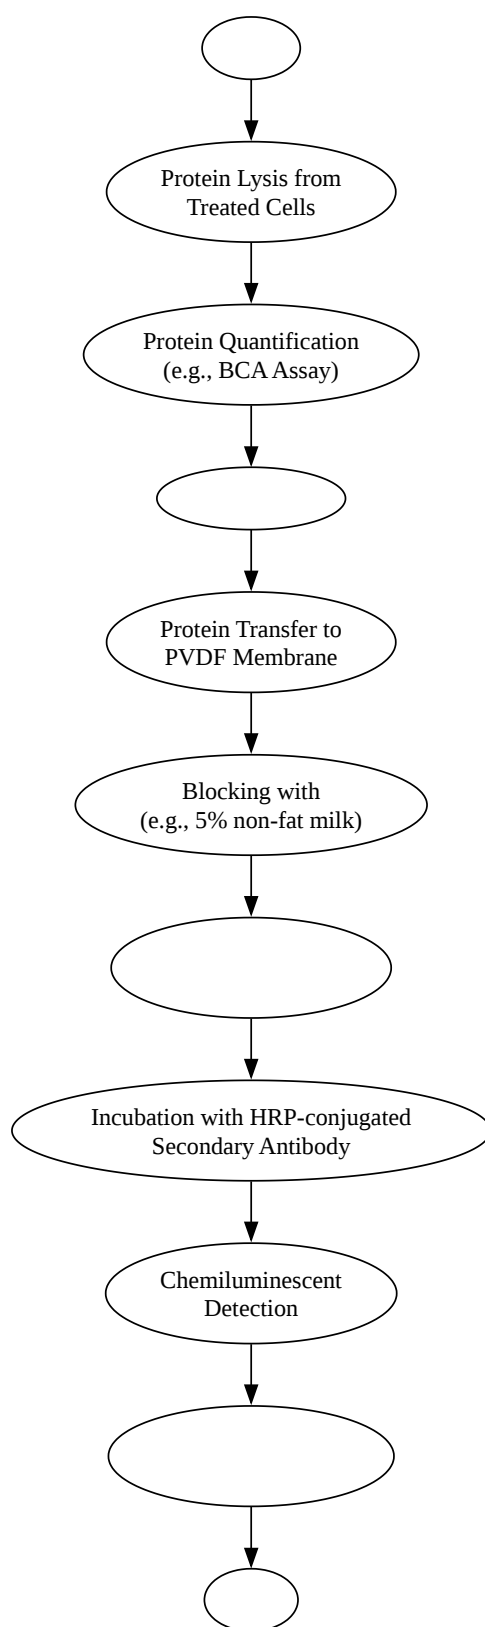 Protein Lysis from
Treated Cells
Protein Quantification
(e.g., BCA Assay)
Protein Transfer to
PVDF Membrane
Blocking with
(e.g., 5% non-fat milk)
Incubation with HRP-conjugated
Secondary Antibody
Chemiluminescent
Detection